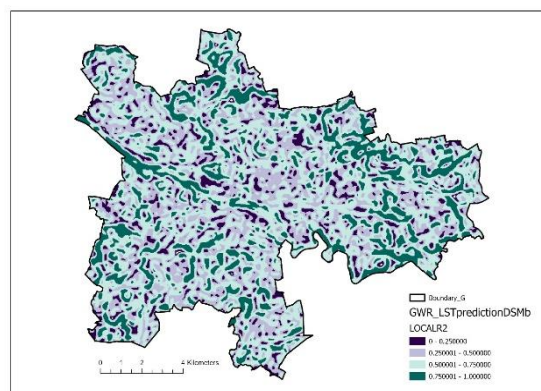 Boundary_G
GWR_LSTpredictionDSMb
LOCALR2
0 - 0.250000
0.250001 - 0.500000
0.500001 - 0.750000
0.750001 - 1.000000
0 1 2 4 Kilometers